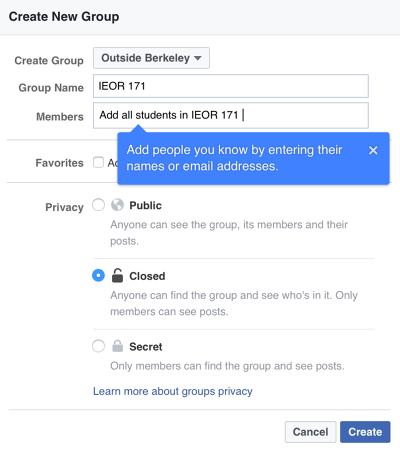 Create New Group
Create Group Outside Berkeley
Group Name IEOR 171
Members Add all students in IEOR 171
Add people you know by entering their
names or email addresses.
Favorites
Privacy Public
Anyone can see the group, its members and their
posts.
Closed
Anyone can find the group and see who's in it. Only
members can see posts.
Secret
Only members can find the group and see posts.
Learn more about groups privacy
Cancel Create